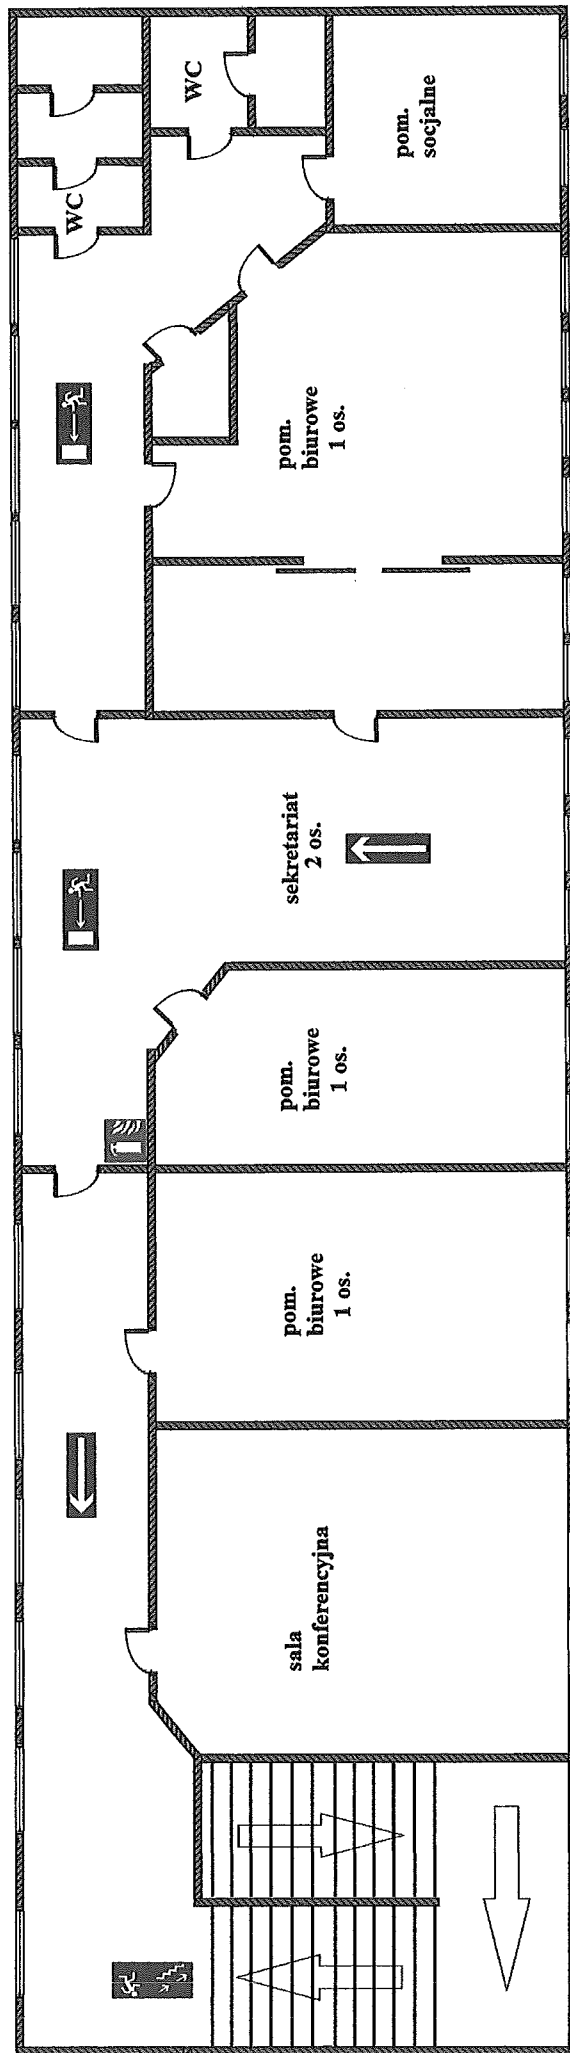 sala
konferencyjna
pom.
biurowe
1 os.
pom.
biurowe
1 os.
sekretariat
2 os.
pom.
biurowe
1 os.
pom.
socjalne
WC
WC